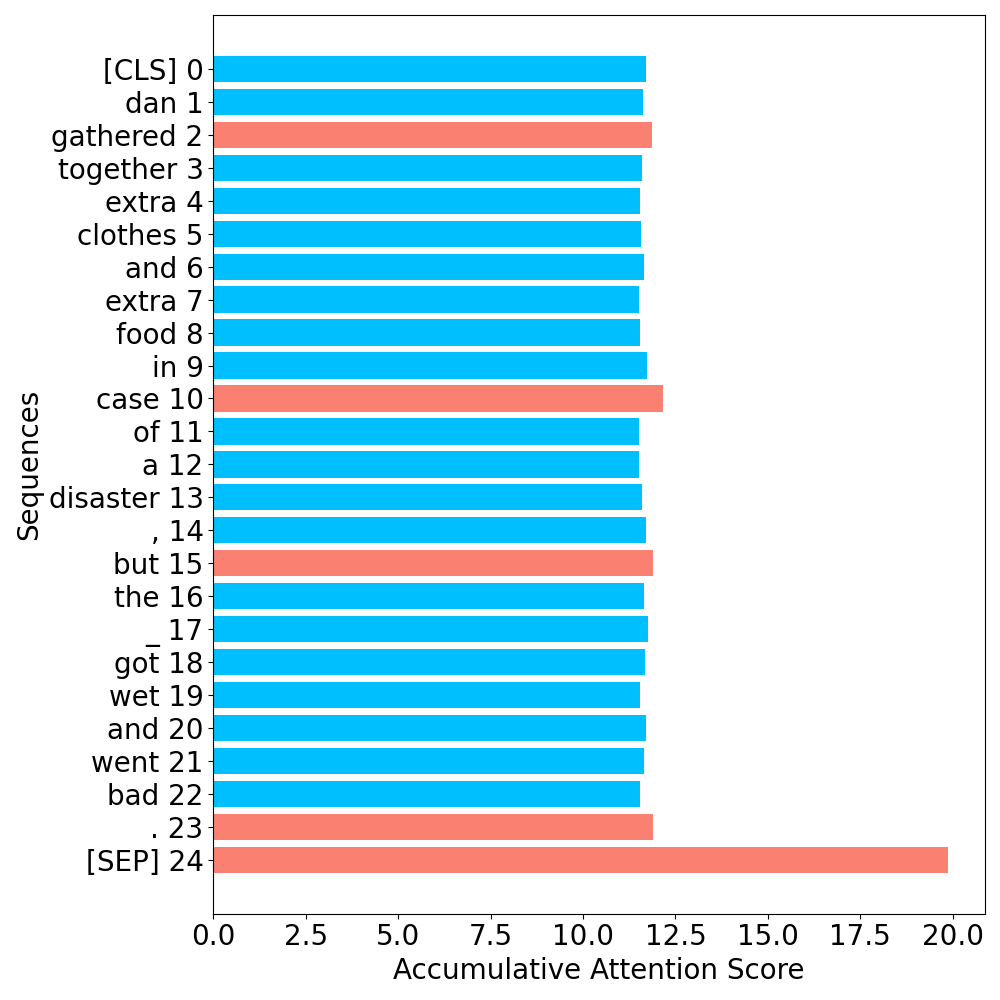 [CLS] 0
dan 1
gathered 2
together 3
extra 4
clothes 5
and 6
extra 7
food 8
in 9
case 10
of 11
a 12
disaster 13
, 14
but 15
the 16
_ 17
got 18
wet 19
and 20
went 21
bad 22
. 23
[SEP] 24
Sequences
0.0 2.5 5.0 7.5 10.0 12.5 15.0 17.5 20.0
Accumulative Attention Score